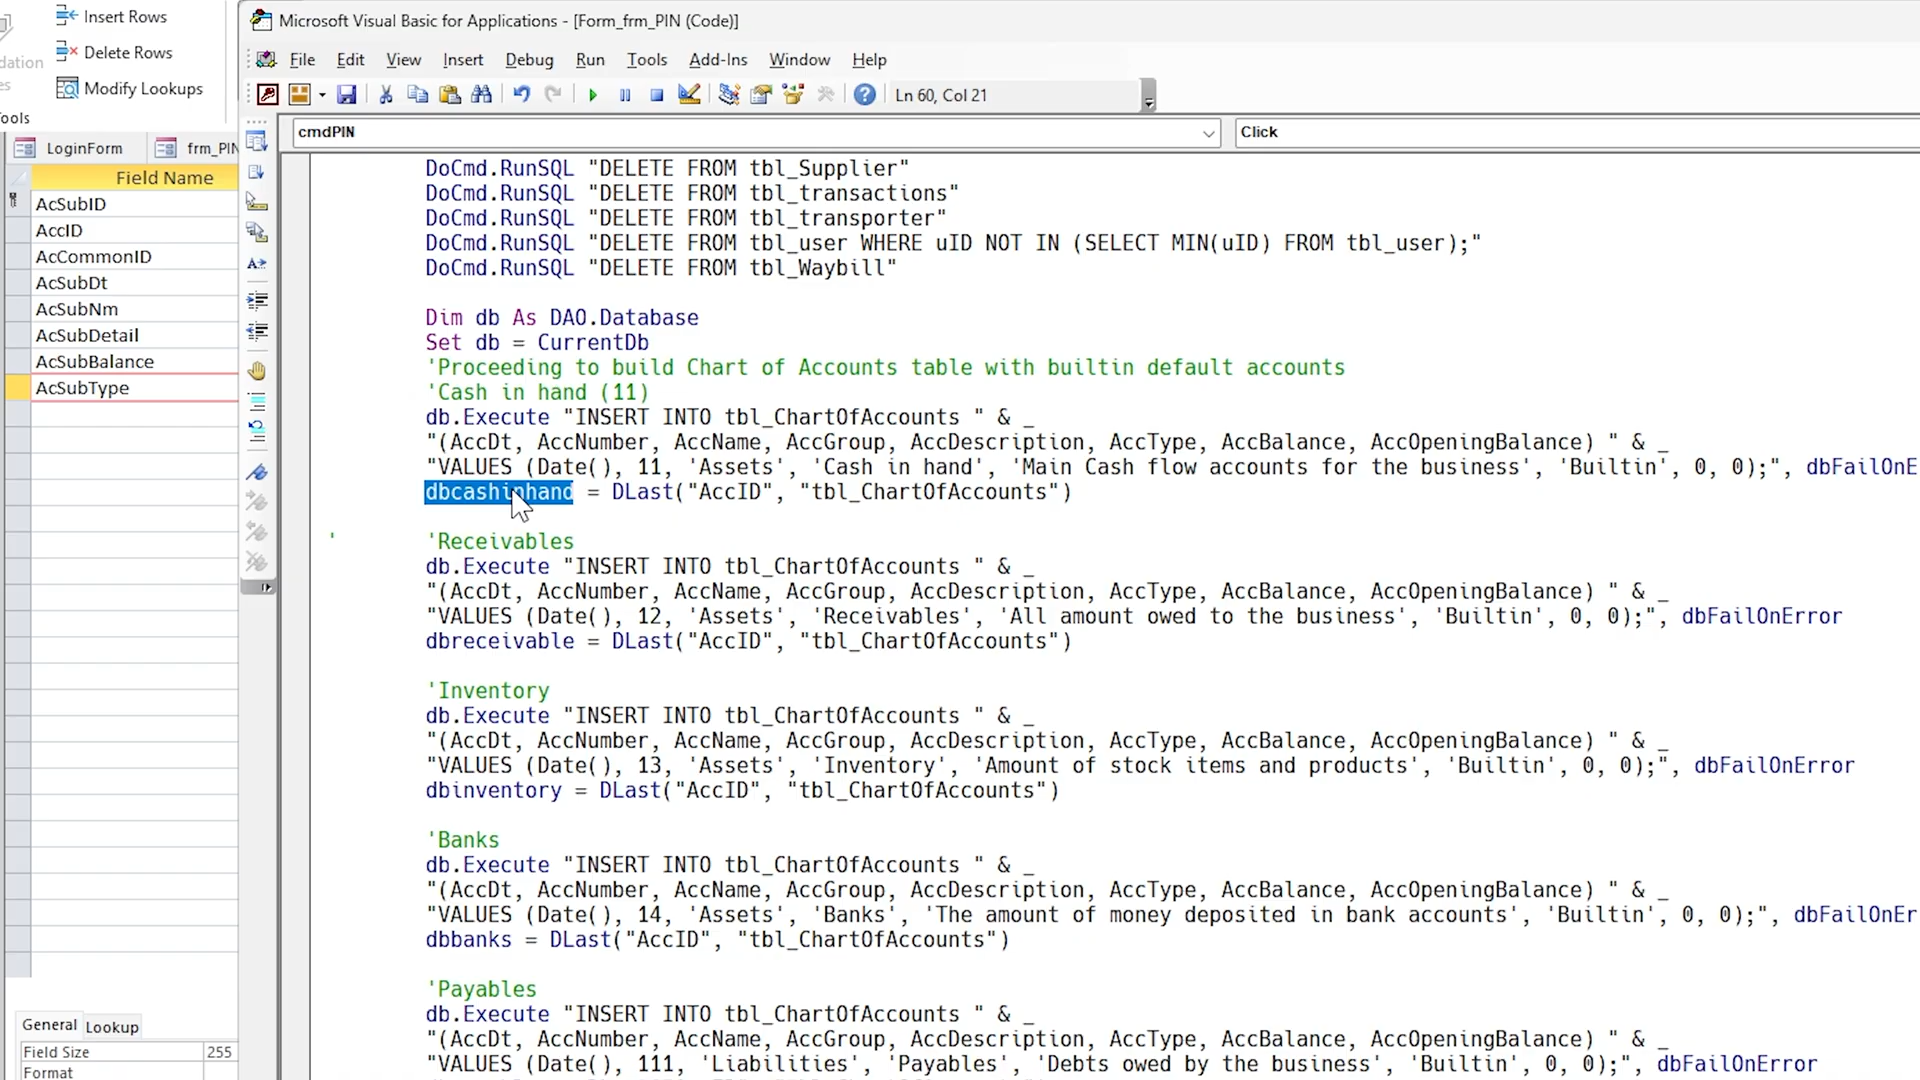 Insert Rows
Delete Rows
Modify Lookups
dation
es
ools
LoginForm
frm_PIN
Field Name
AcSubID
AccID
AcCommonID
AcSubDt
AcSubNm
AcSubDetail
AcSubBalance
AcSubType
General
Lookup
Field Size 255
Format
Microsoft Visual Basic for Applications - [Form_frm_PIN (Code)]
File Edit View Insert Debug Run Tools Add-Ins Window Help
Ln 60, Col 21
cmdPIN
Click
DoCmd.RunSQL "DELETE FROM tbl_Supplier"
DoCmd.RunSQL "DELETE FROM tbl_transactions"
DoCmd.RunSQL "DELETE FROM tbl_transporter"
DoCmd.RunSQL "DELETE FROM tbl_user WHERE uID NOT IN (SELECT MIN(uID) FROM tbl_user);"
DoCmd.RunSQL "DELETE FROM tbl_Waybill"
Dim db As DAO.Database
Set db = CurrentDb
'Proceeding to build Chart of Accounts table with builtin default accounts
'Cash in hand (11)
db.Execute "INSERT INTO tbl_ChartOfAccounts " & _
"(AccDt, AccNumber, AccName, AccGroup, AccDescription, AccType, AccBalance, AccOpeningBalance) " & _
"VALUES (Date(), 11, 'Assets', 'Cash in hand', 'Main Cash flow accounts for the business', 'Builtin', 0, 0);", dbFailOnE
dbcashinhand = DLast("AccID", "tbl_ChartOfAccounts")
' 'Receivables
db.Execute "INSERT INTO tbl_ChartOfAccounts " & _
"(AccDt, AccNumber, AccName, AccGroup, AccDescription, AccType, AccBalance, AccOpeningBalance) " & _
"VALUES (Date(), 12, 'Assets', 'Receivables', 'All amount owed to the business', 'Builtin', 0, 0);", dbFailOnError
dbreceivable = DLast("AccID", "tbl_ChartOfAccounts")
'Inventory
db.Execute "INSERT INTO tbl_ChartOfAccounts " & _
"(AccDt, AccNumber, AccName, AccGroup, AccDescription, AccType, AccBalance, AccOpeningBalance) " & _
"VALUES (Date(), 13, 'Assets', 'Inventory', 'Amount of stock items and products', 'Builtin', 0, 0);", dbFailOnError
dbinventory = DLast("AccID", "tbl_ChartOfAccounts")
'Banks
db.Execute "INSERT INTO tbl_ChartOfAccounts " & _
"(AccDt, AccNumber, AccName, AccGroup, AccDescription, AccType, AccBalance, AccOpeningBalance) " & _
"VALUES (Date(), 14, 'Assets', 'Banks', 'The amount of money deposited in bank accounts', 'Builtin', 0, 0);", dbFailOnEr
dbbanks = DLast("AccID", "tbl_ChartOfAccounts")
'Payables
db.Execute "INSERT INTO tbl_ChartOfAccounts " & _
"(AccDt, AccNumber, AccName, AccGroup, AccDescription, AccType, AccBalance, AccOpeningBalance) " & _
"VALUES (Date(), 111, 'Liabilities', 'Payables', 'Debts owed by the business', 'Builtin', 0, 0);", dbFailOnError